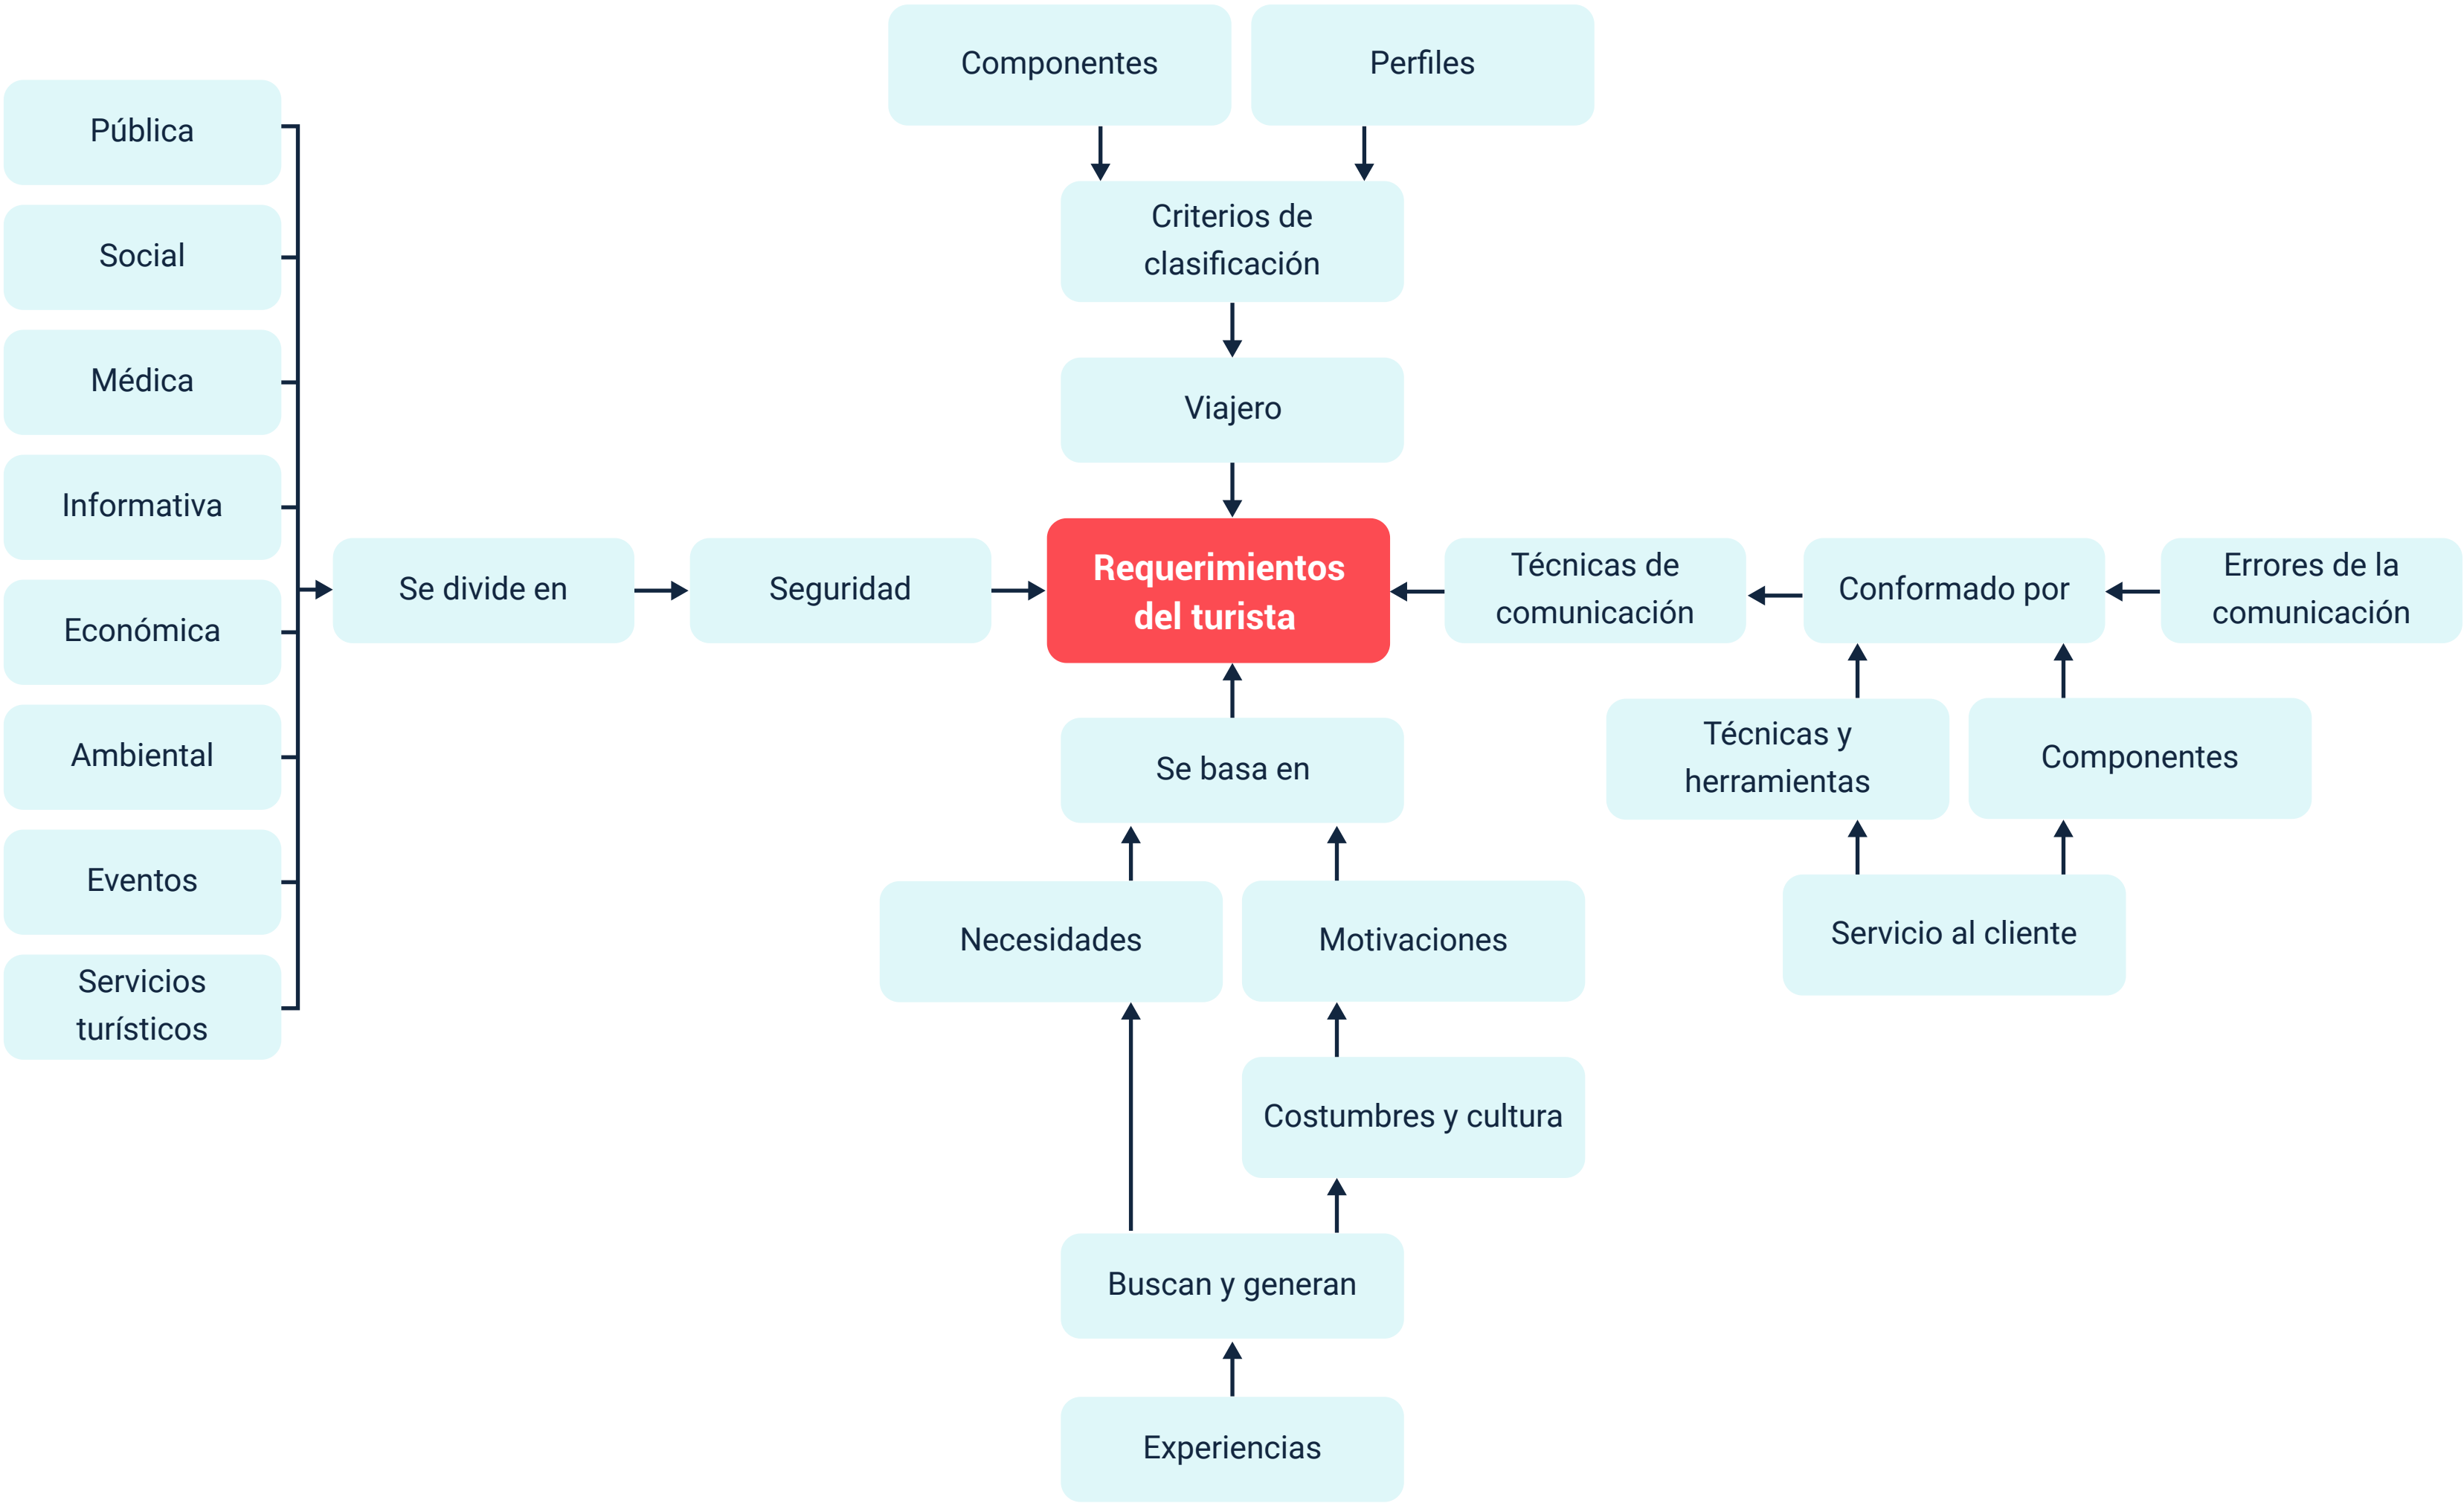 Componentes
Perfiles
Criterios de
clasificación
Viajero
Pública
Social
Médica
Informativa
Económica
Ambiental
Eventos
Servicios
turísticos
Se divide en
Seguridad
Requerimientos
del turista
Técnicas de
comunicación
Conformado por
Errores de la
comunicación
Técnicas y
herramientas
Componentes
Servicio al cliente
Se basa en
Necesidades
Motivaciones
Costumbres y cultura
Buscan y generan
Experiencias